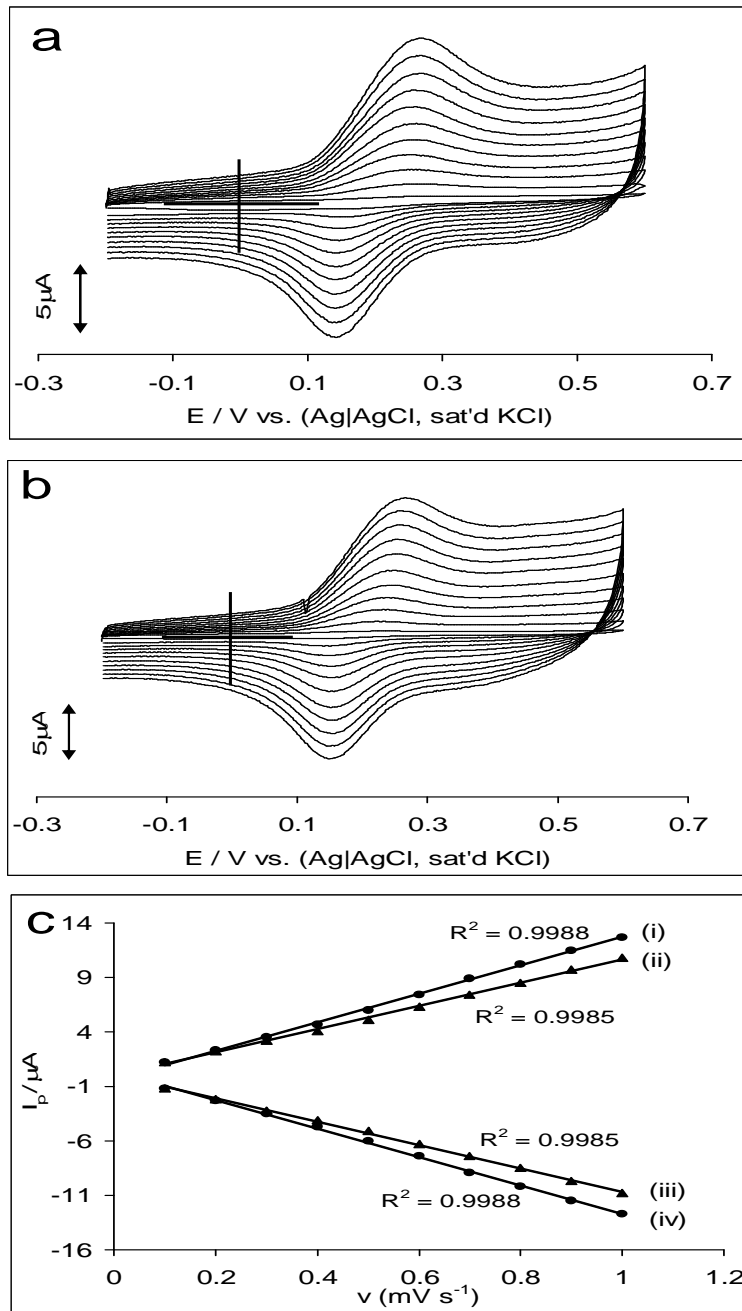 a
5μA
-0.3 -0.1 0.1 0.3 0.5 0.7
E / V vs. (Ag|AgCl, sat'd KCl)
b
5μA
-0.3 -0.1 0.1 0.3 0.5 0.7
E / V vs. (Ag|AgCl, sat'd KCl)
c
14
9
4
-1
-6
-11
-16
Ip/μA
R² = 0.9988 (i)
(ii)
R² = 0.9985
R² = 0.9985
(iii)
R² = 0.9988
(iv)
0 0.2 0.4 0.6 0.8 1 1.2
v (mV s⁻¹)